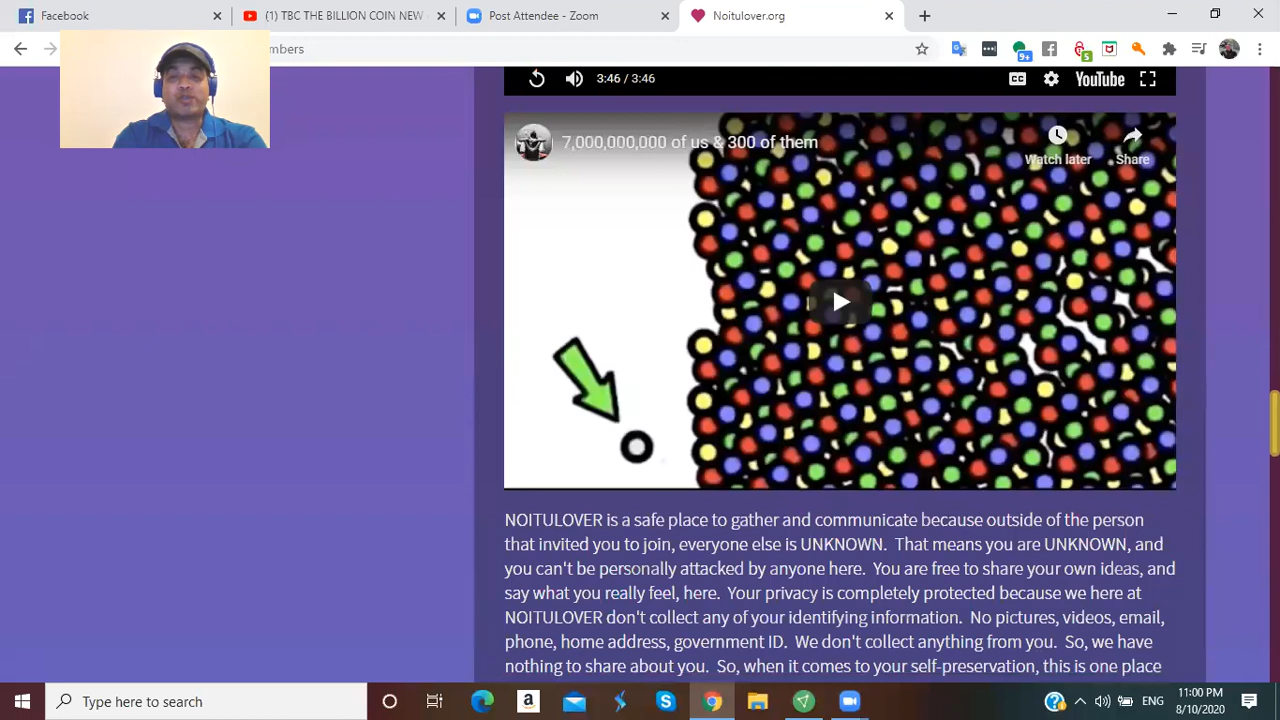 Facebook
(1) TBC THE BILLION COIN NEW
Post Attendee - Zoom
Noitulover.org
mbers
9+
5
3:46 / 3:46
CC
YouTube
7,000,000,000 of us & 300 of them
Watch later
Share
NOITULOVER is a safe place to gather and communicate because outside of the person
that invited you to join, everyone else is UNKNOWN. That means you are UNKNOWN, and
you can't be personally attacked by anyone here. You are free to share your own ideas, and
say what you really feel, here. Your privacy is completely protected because we here at
NOITULOVER don't collect any of your identifying information. No pictures, videos, email,
phone, home address, government ID. We don't collect anything from you. So, we have
nothing to share about you. So, when it comes to your self-preservation, this is one place
Type here to search
ENG
11:00 PM
8/10/2020